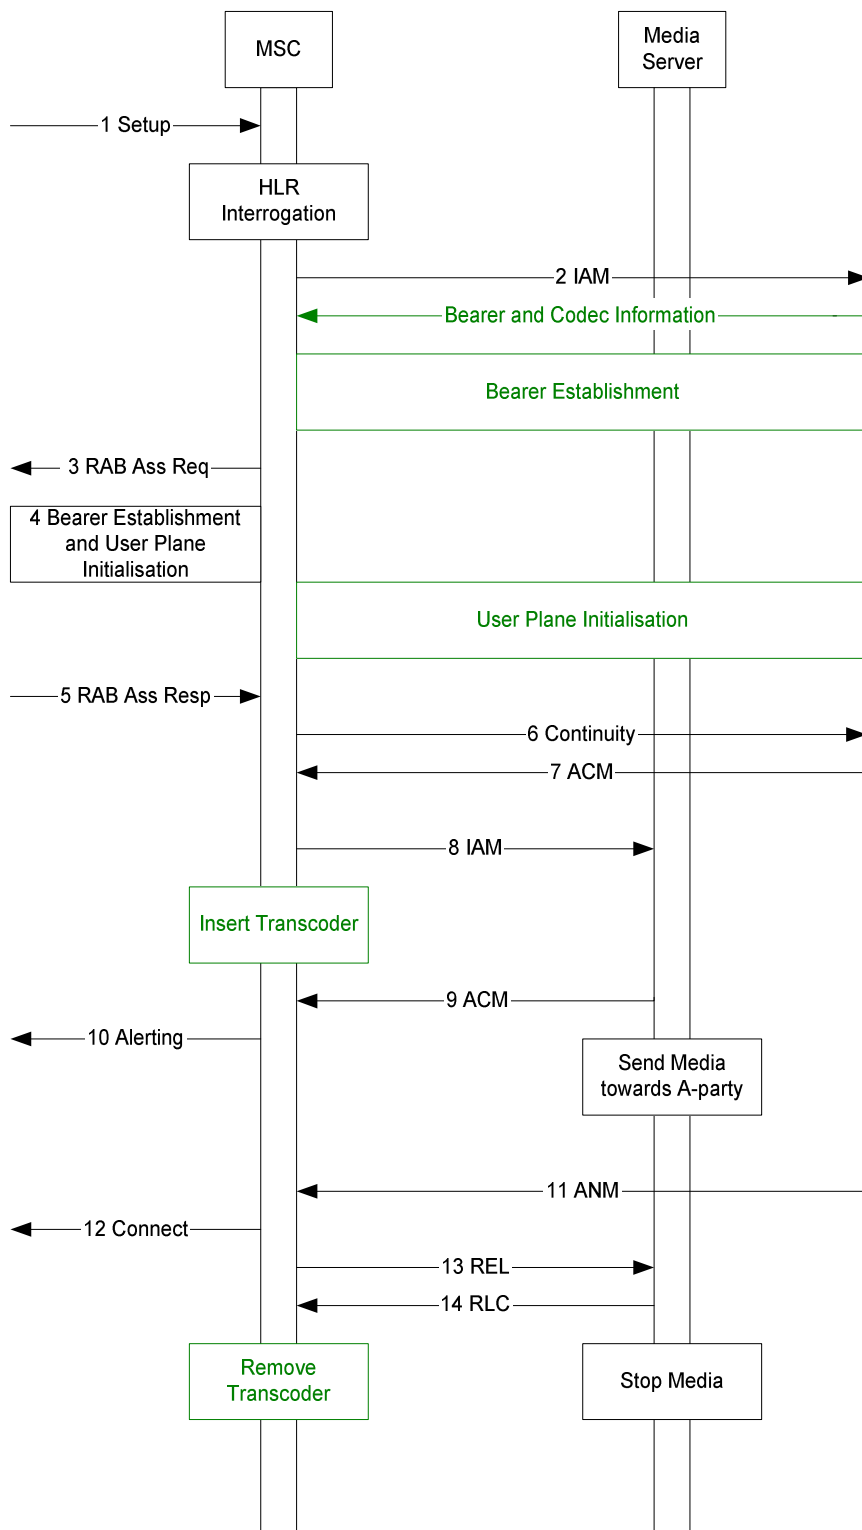 MSC
Media
Server
1 Setup
HLR
Interrogation
2 IAM
Bearer and Codec Information
Bearer Establishment
3 RAB Ass Req
4 Bearer Establishment
and User Plane
Initialisation
User Plane Initialisation
5 RAB Ass Resp
6 Continuity
7 ACM
8 IAM
Insert Transcoder
9 ACM
10 Alerting
Send Media
towards A-party
11 ANM
12 Connect
13 REL
14 RLC
Remove
Transcoder
Stop Media